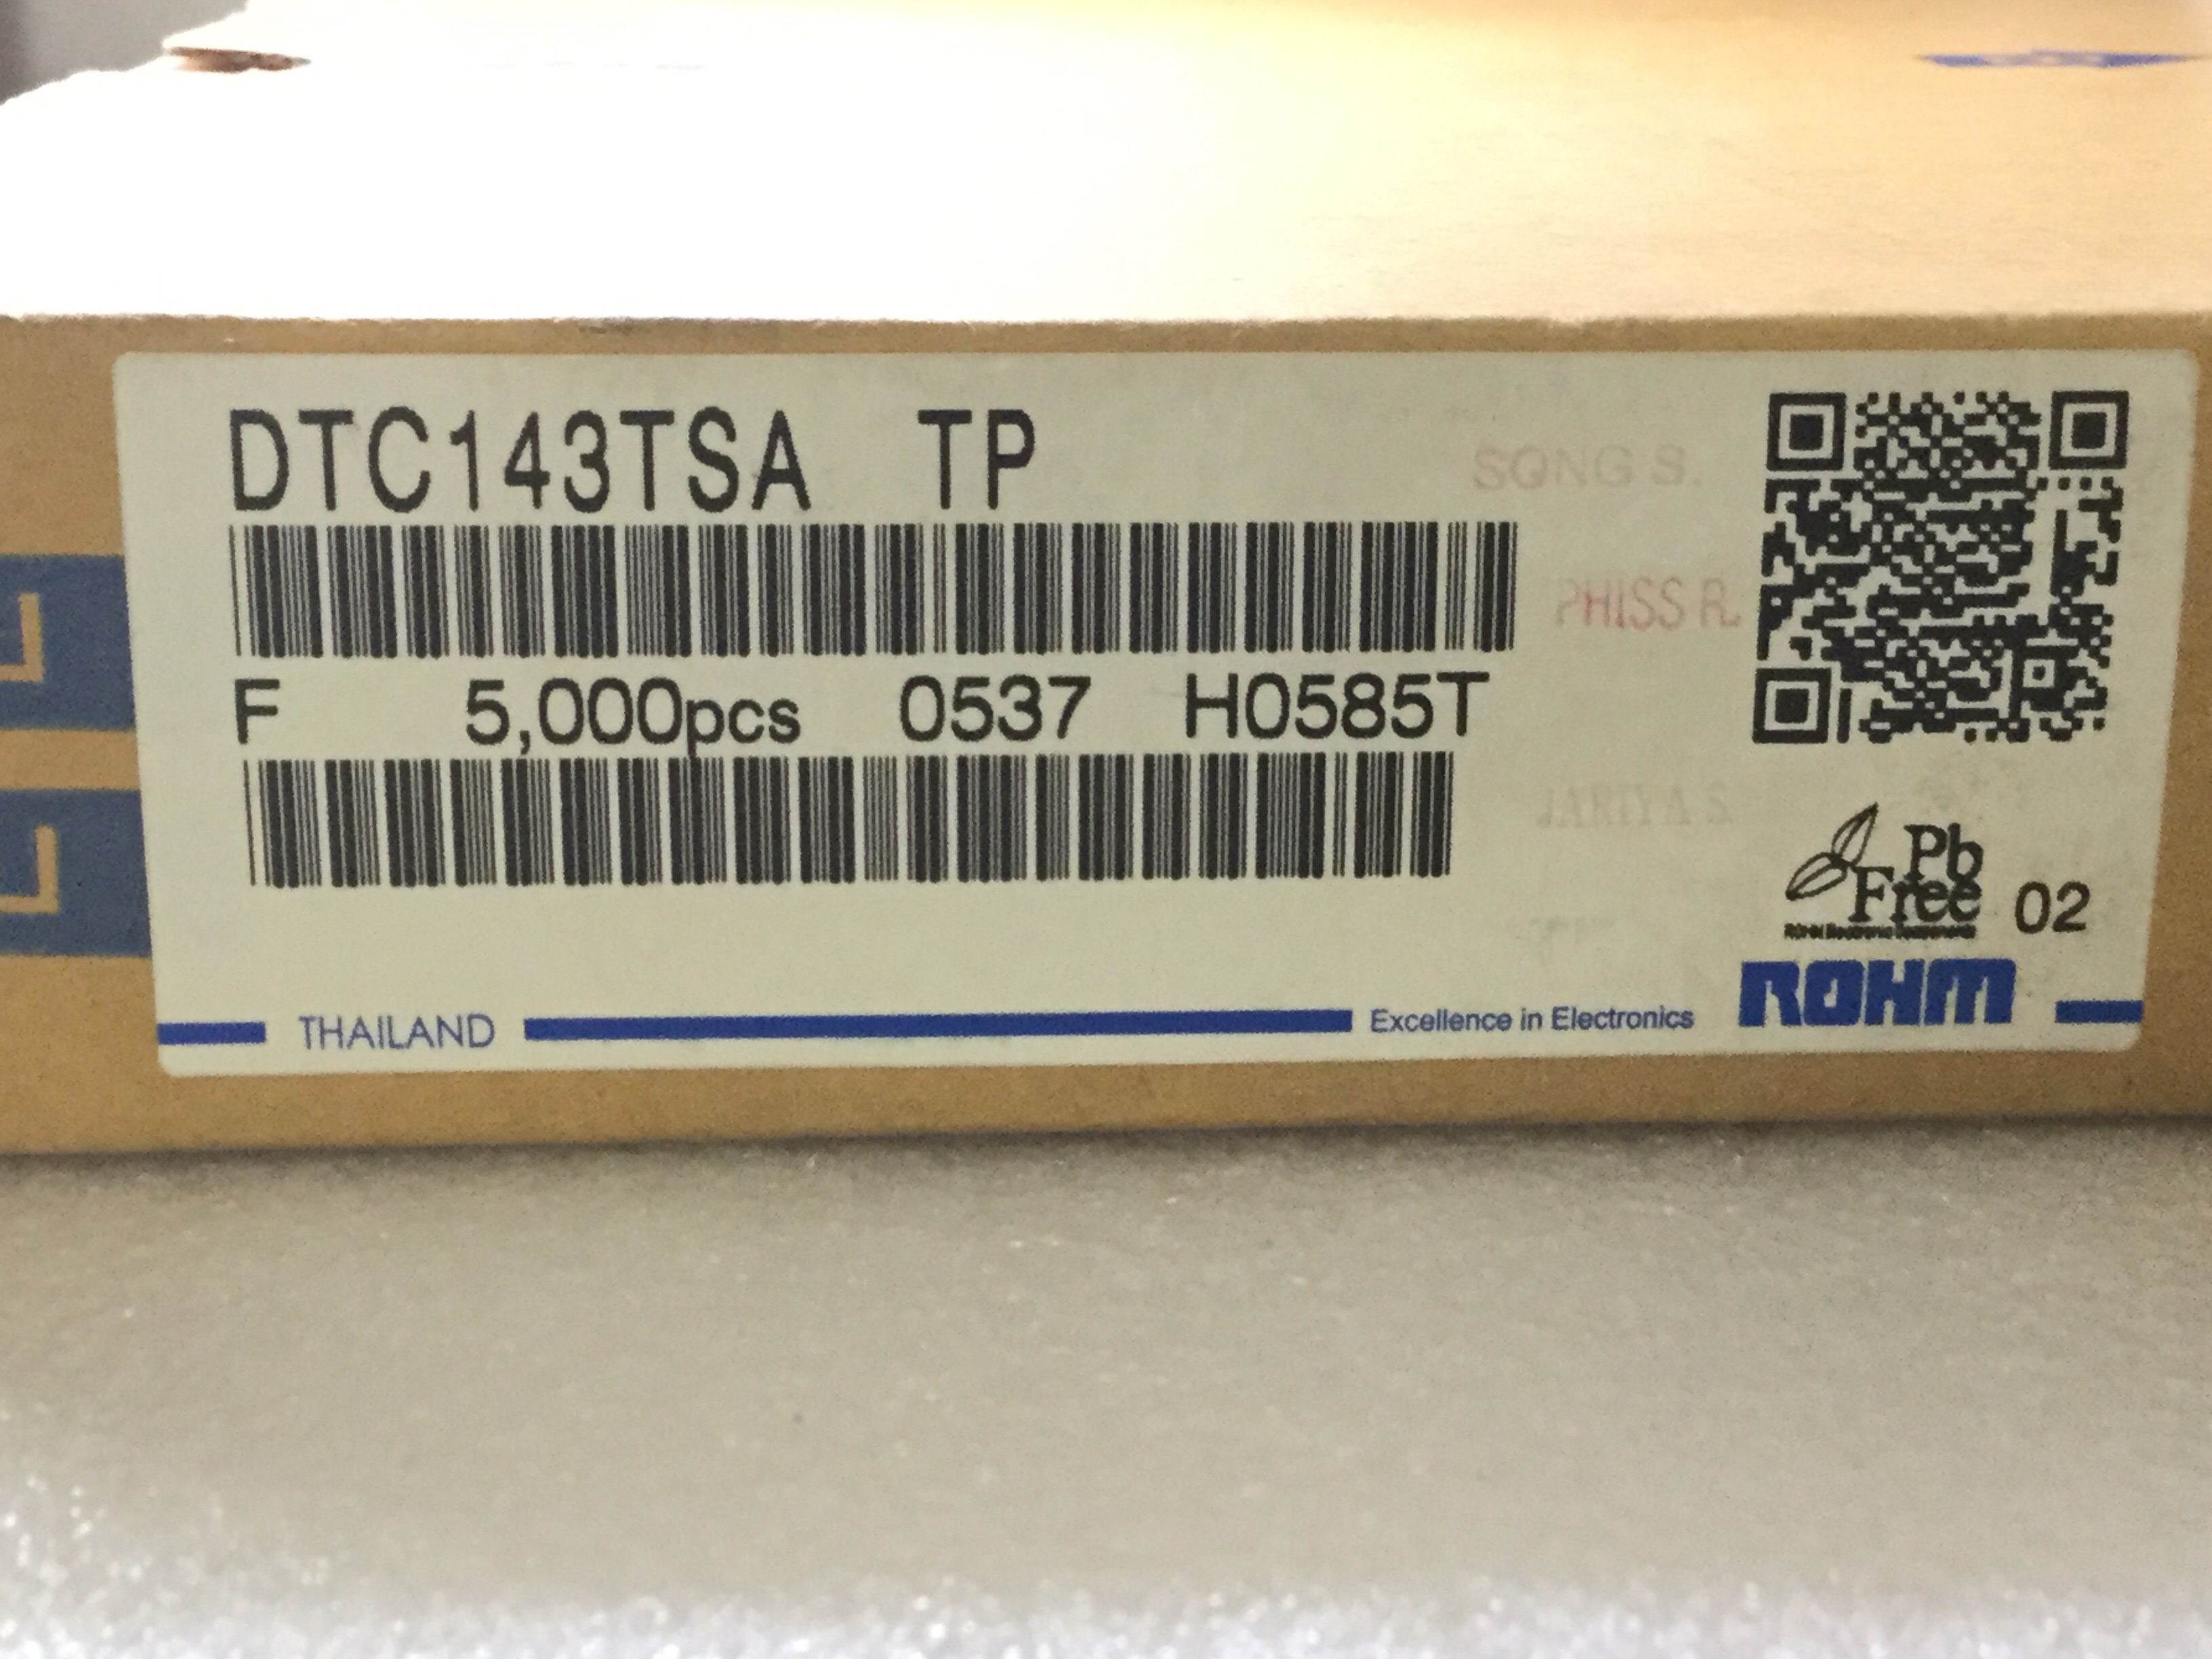 DTC143TSA TP
SONG S.
PHISS R.
F 5,000pcs 0537 H0585T
JARIYA S.
Pb
Free 02
THAILAND Excellence in Electronics ROHM